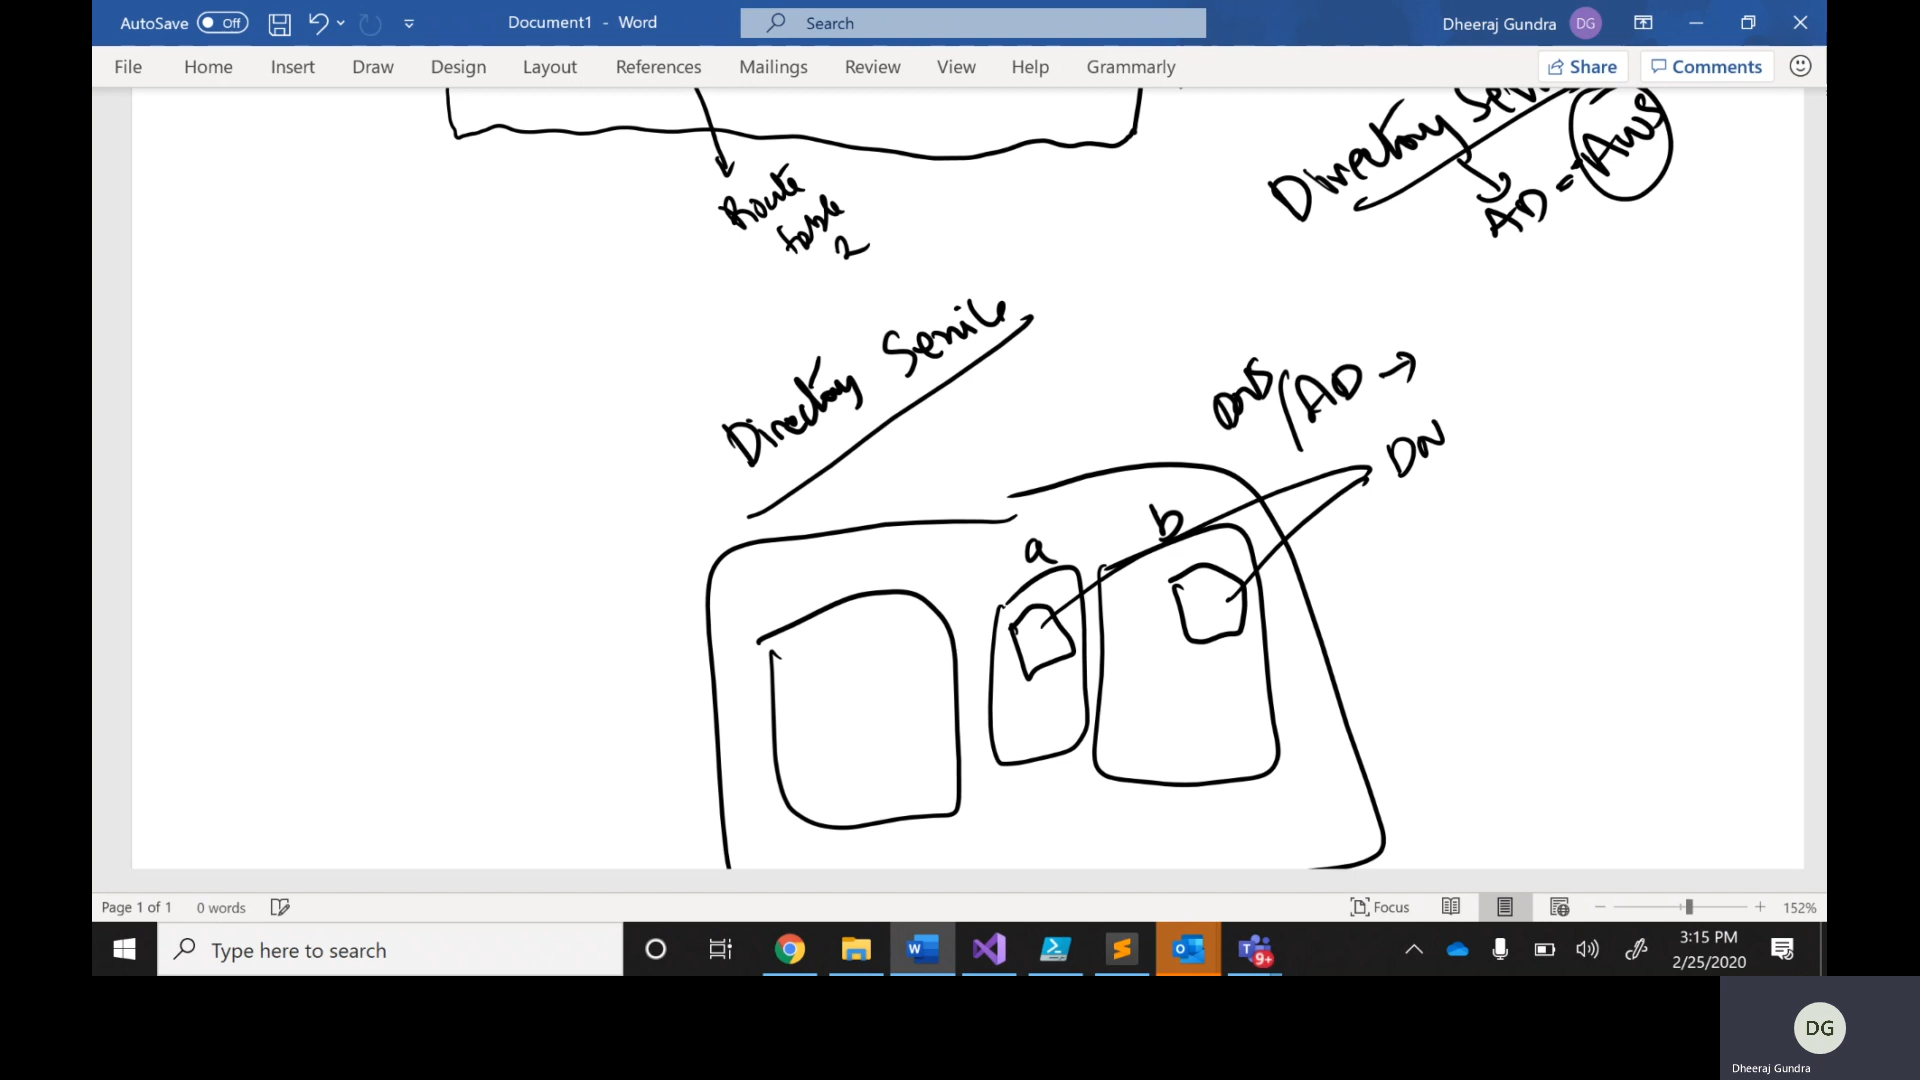 AutoSave Off Document1 - Word Search Dheeraj Gundra DG
File Home Insert Draw Design Layout References Mailings Review View Help Grammarly Share Comments
Directory
AWS
AD
Route
table
2
Directory Service
/AD →
DN
a
b
Page 1 of 1 0 words Focus 152%
Type here to search
9+
3:15 PM
2/25/2020
DG
Dheeraj Gundra